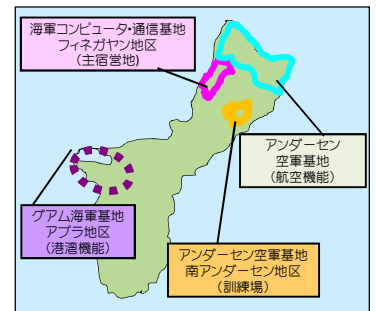 海軍コンピュータ・通信基地
フィネガヤン地区
（主宿営地）
アンダーセン
空軍基地
（航空機能）
グアム海軍基地
アプラ地区
（港湾機能）
アンダーセン空軍基地
南アンダーセン地区
（訓練場）